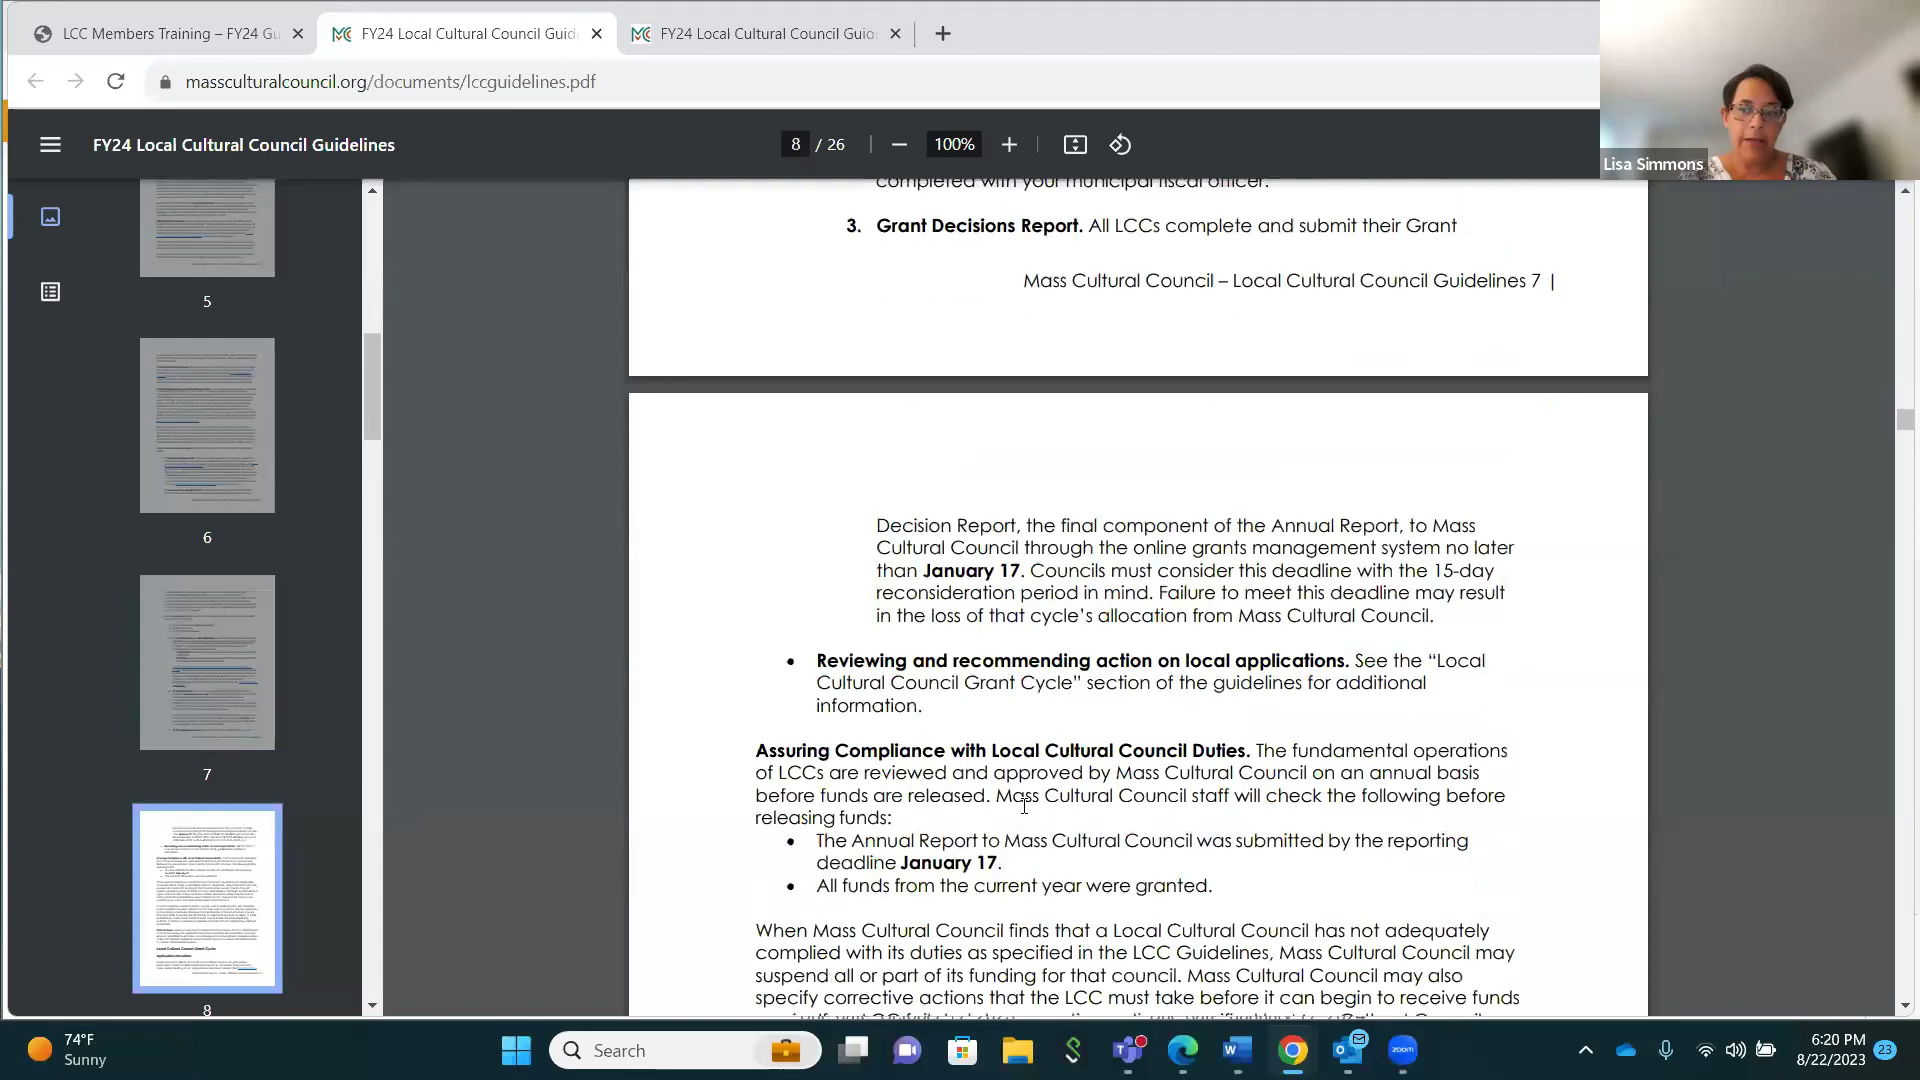 LCC Members Training – FY24 Gu
FY24 Local Cultural Council Guid
FY24 Local Cultural Council Guid
masculturalcouncil.org/documents/lccguidelines.pdf
FY24 Local Cultural Council Guidelines
8 / 26
100%
Lisa Simmons
5
6
7
8
completed with your municipal fiscal officer.
3. Grant Decisions Report. All LCCs complete and submit their Grant
Mass Cultural Council – Local Cultural Council Guidelines 7 |
Decision Report, the final component of the Annual Report, to Mass
Cultural Council through the online grants management system no later
than January 17. Councils must consider this deadline with the 15-day
reconsideration period in mind. Failure to meet this deadline may result
in the loss of that cycle’s allocation from Mass Cultural Council.
• Reviewing and recommending action on local applications. See the “Local
Cultural Council Grant Cycle” section of the guidelines for additional
information.
Assuring Compliance with Local Cultural Council Duties. The fundamental operations
of LCCs are reviewed and approved by Mass Cultural Council on an annual basis
before funds are released. Mass Cultural Council staff will check the following before
releasing funds:
• The Annual Report to Mass Cultural Council was submitted by the reporting
deadline January 17.
• All funds from the current year were granted.
When Mass Cultural Council finds that a Local Cultural Council has not adequately
complied with its duties as specified in the LCC Guidelines, Mass Cultural Council may
suspend all or part of its funding for that council. Mass Cultural Council may also
specify corrective actions that the LCC must take before it can begin to receive funds
74°F
Sunny
Search
zoom
6:20 PM
8/22/2023
23